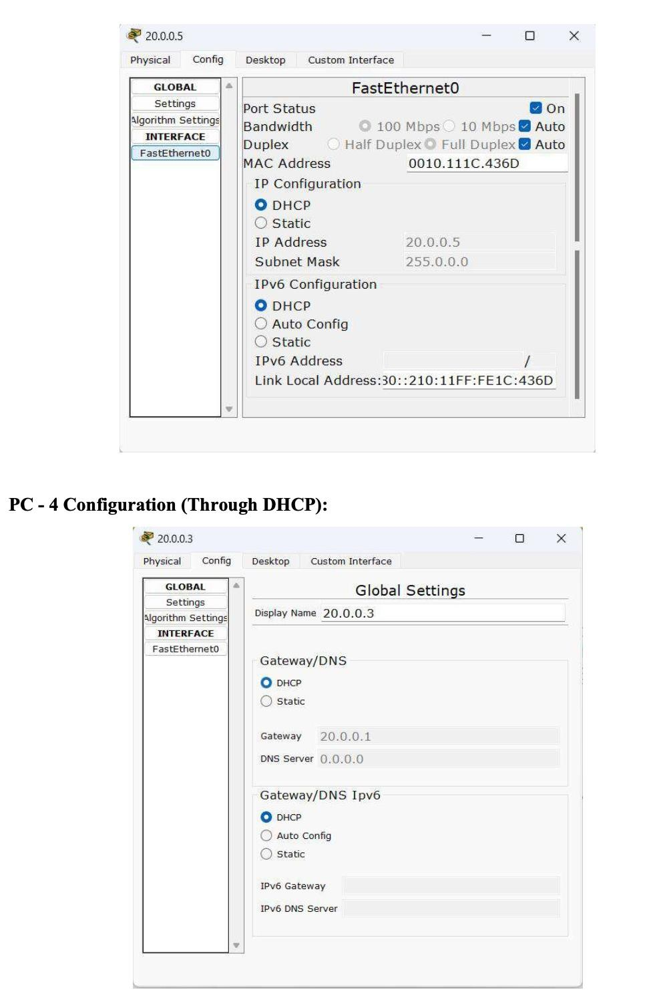 20.0.0.5
Physical Config Desktop Custom Interface
GLOBAL
Settings
Algorithm Settings
INTERFACE
FastEthernet0
FastEthernet0
Port Status On
Bandwidth 100 Mbps 10 Mbps Auto
Duplex Half Duplex Full Duplex Auto
MAC Address 0010.111C.436D
IP Configuration
DHCP
Static
IP Address 20.0.0.5
Subnet Mask 255.0.0.0
IPv6 Configuration
DHCP
Auto Config
Static
IPv6 Address /
Link Local Address: 30::210:11FF:FE1C:436D
PC - 4 Configuration (Through DHCP):
20.0.0.3
Physical Config Desktop Custom Interface
GLOBAL
Settings
Algorithm Settings
INTERFACE
FastEthernet0
Global Settings
Display Name 20.0.0.3
Gateway/DNS
DHCP
Static
Gateway 20.0.0.1
DNS Server 0.0.0.0
Gateway/DNS Ipv6
DHCP
Auto Config
Static
IPv6 Gateway
IPv6 DNS Server